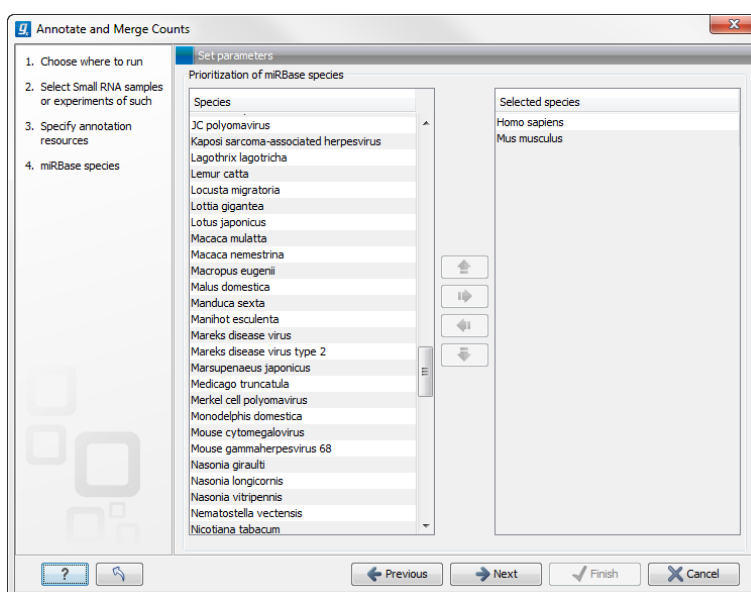 Annotate and Merge Counts
1. Choose where to run
2. Select Small RNA samples
or experiments of such
3. Specify annotation
resources
4. miRBase species
Set parameters
Prioritization of miRBase species
Species
JC polyomavirus
Kaposi sarcoma-associated herpesvirus
Lagothrix lagotricha
Lemur catta
Locusta migratoria
Lottia gigantea
Lotus japonicus
Macaca mulatta
Macaca nemestrina
Macropus eugenii
Malus domestica
Manduca sexta
Manihot esculenta
Mareks disease virus
Mareks disease virus type 2
Marsupenaeus japonicus
Medicago truncatula
Merkel cell polyomavirus
Monodelphis domestica
Mouse cytomegalovirus
Mouse gammaherpesvirus 68
Nasonia giraulti
Nasonia longicornis
Nasonia vitripennis
Nematostella vectensis
Nicotiana tabacum
Selected species
Homo sapiens
Mus musculus
?
Previous
Next
Finish
Cancel